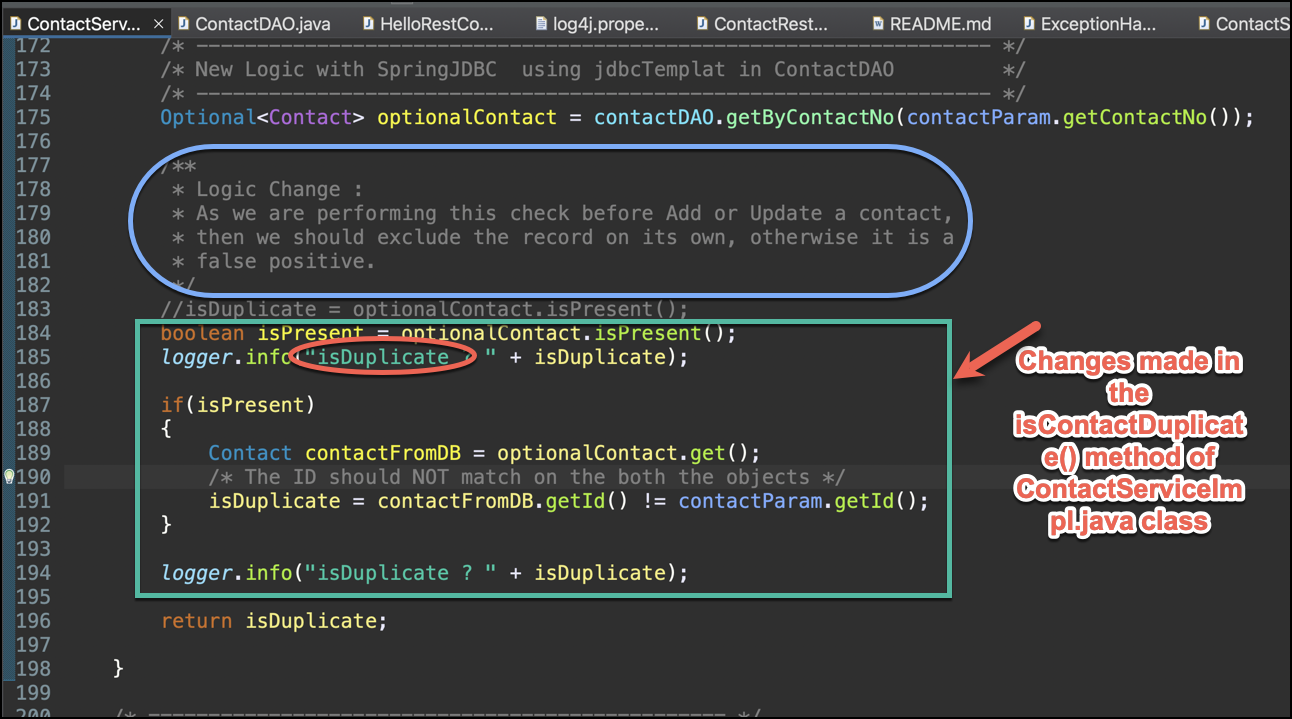 ContactServ... × ContactDAO.java HelloRestCo... log4j.prope... ContactRest... README.md ExceptionHa... ContactS
172 /* ------------------------------------------------------------------ */
173 /* New Logic with SpringJDBC  using jdbcTemplat in ContactDAO         */
174 /* ------------------------------------------------------------------ */
175 Optional<Contact> optionalContact = contactDAO.getByContactNo(contactParam.getContactNo());
176
177 /**
178 * Logic Change :
179 * As we are performing this check before Add or Update a contact,
180 * then we should exclude the record on its own, otherwise it is a
181 * false positive.
182 */
183 //isDuplicate = optionalContact.isPresent();
184 boolean isPresent = optionalContact.isPresent();
185 logger.info("isDuplicate ? " + isDuplicate);
186
187 if(isPresent)
188 {
189 Contact contactFromDB = optionalContact.get();
190 /* The ID should NOT match on the both the objects */
191 isDuplicate = contactFromDB.getId() != contactParam.getId();
192 }
193
194 logger.info("isDuplicate ? " + isDuplicate);
195
196 return isDuplicate;
197
198 }
199
200 /* ------------------------------------------------ */
Changes made in
the
isContactDuplicat
e() method of
ContactServiceIm
pl.java class